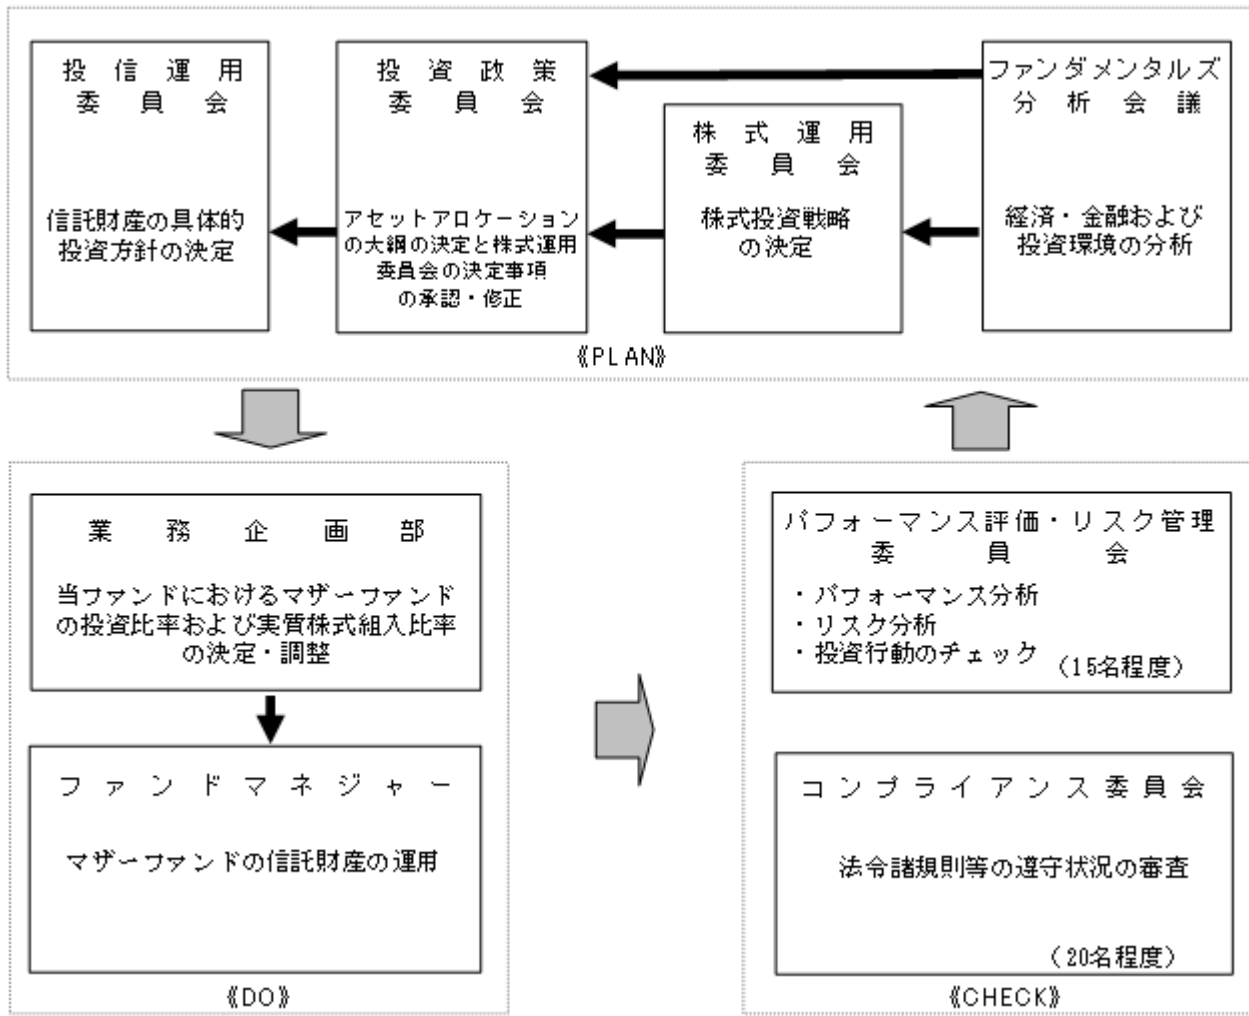 投信運用
委員会
信託財産の具体的
投資方針の決定
投資政策
委員会
アセットアロケーション
の大綱の決定と株式運用
委員会の決定事項
の承認・修正
株式運用
委員会
株式投資戦略
の決定
ファンダメンタルズ
分析会議
経済・金融および
投資環境の分析
《PLAN》
業務企画部
当ファンドにおけるマザーファンド
の投資比率および実質株式組入比率
の決定・調整
ファンドマネジャー
マザーファンドの信託財産の運用
《DO》
パフォーマンス評価・リスク管理
委員会
・パフォーマンス分析
・リスク分析
・投資行動のチェック
（15名程度）
コンプライアンス委員会
法令諸規則等の遵守状況の審査
（20名程度）
《CHECK》